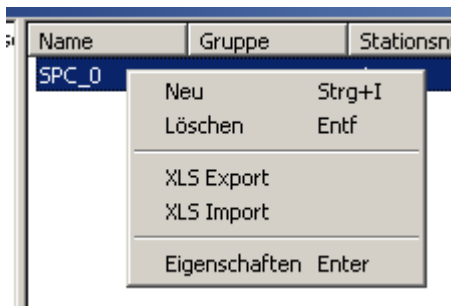 Name Gruppe Stationsn
SPC_0
Neu Strg+I
Löschen Entf
XLS Export
XLS Import
Eigenschaften Enter